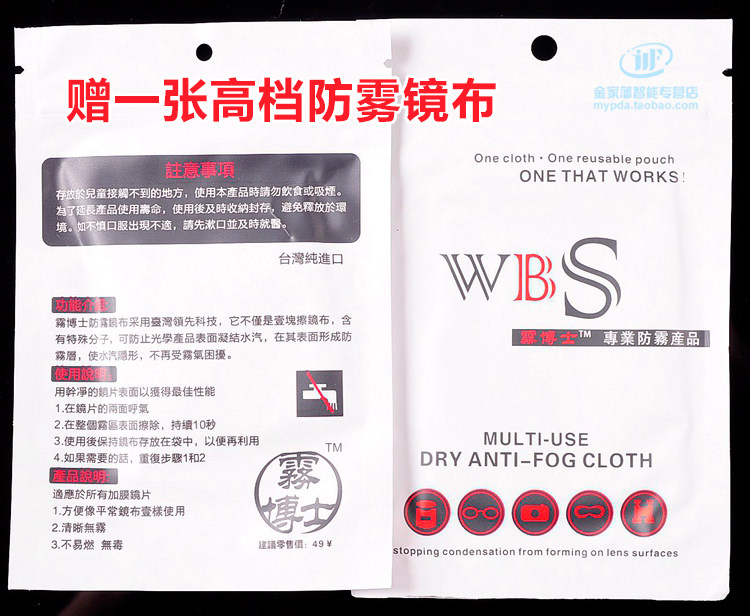 赠一张高档防雾镜布
註意事項
存放於兒童接觸不到的地方，使用本產品時請勿飲食或吸煙。
為了延長產品使用壽命，使用後及時收納封存，避免釋放於環
境。如不慎口服出現不適，請先漱口並及時就醫。
台灣純進口
功能介紹:
霧博士防霧鏡布采用臺灣領先科技，它不僅是壹塊擦鏡布，含
有特殊分子，可防止光學產品表面凝結水汽，在其表面形成防
霧層，使水汽隱形，不再受霧氣困擾。
使用說明:
用幹凈的鏡片表面以獲得最佳性能
1.在鏡片的兩面呼氣
2.在整個霧區表面擦除，持續10秒
3.使用後保持鏡布存放在袋中，以便再利用
4.如果需要的話，重復步驟1和2
產品說明:
適應於所有加膜鏡片
1.方便像平常鏡布壹樣使用
2.清晰無霧
3.不易燃 無毒
TM
霧
博士
建議零售價: 49￥
金家藩智能专营店
mypda.taobao.com
One cloth · One reusable pouch
ONE THAT WORKS!
WBS
霧博士™ 專業防霧産品
MULTI-USE
DRY ANTI-FOG CLOTH
stopping condensation from forming on lens surfaces